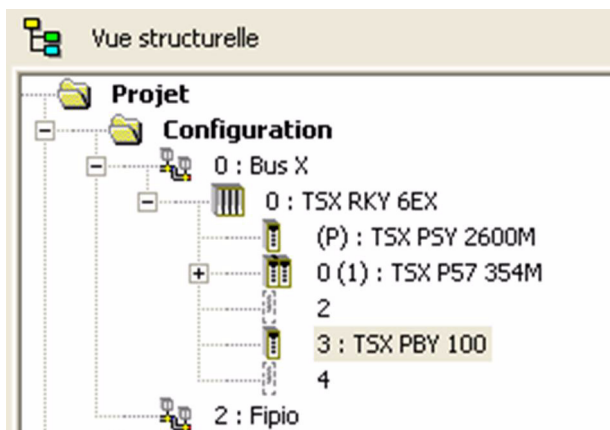 Vue structurelle
Projet
Configuration
0 : Bus X
0 : TSX RKY 6EX
(P) : TSX PSY 2600M
0 (1) : TSX P57 354M
2
3 : TSX PBY 100
4
2 : Fipio